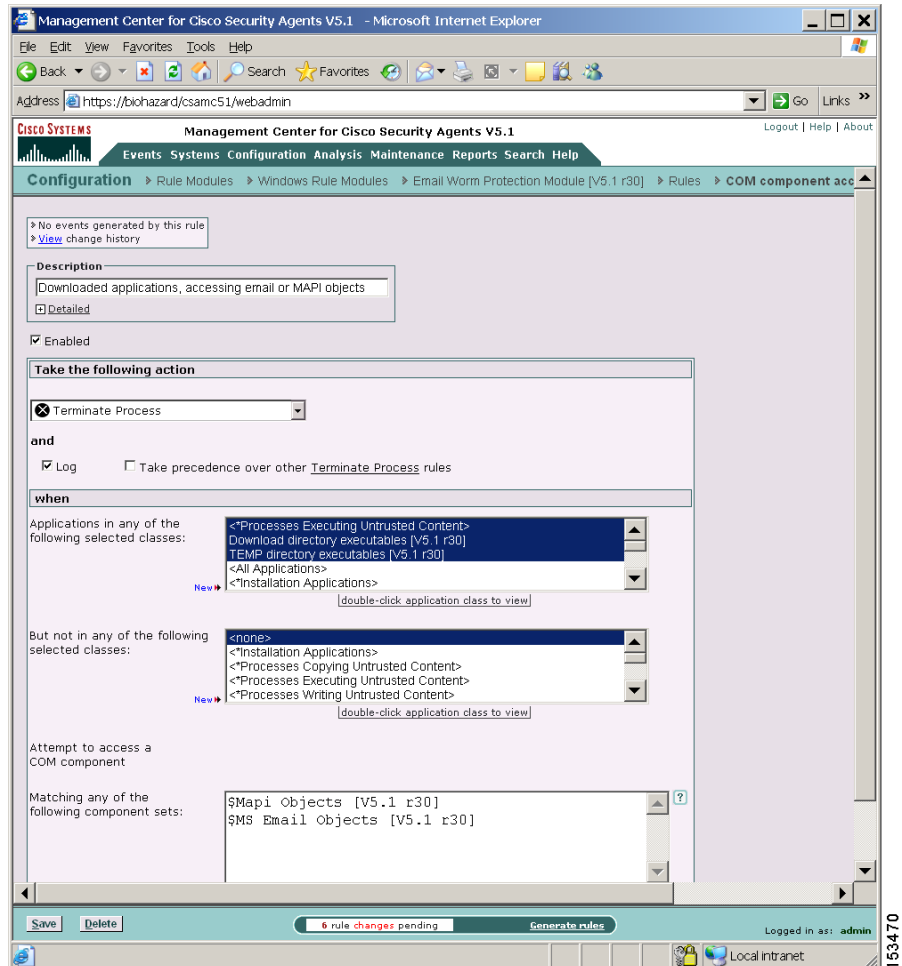 Management Center for Cisco Security Agents V5.1 - Microsoft Internet Explorer
File Edit View Favorites Tools Help
Back Search Favorites
Address https://biohazard/csamc51/webadmin Go Links »
CISCO SYSTEMS Management Center for Cisco Security Agents V5.1 Logout | Help | About
Events Systems Configuration Analysis Maintenance Reports Search Help
Configuration Rule Modules Windows Rule Modules Email Worm Protection Module [V5.1 r30] Rules COM component acc
No events generated by this rule
View change history
Description
Downloaded applications, accessing email or MAPI objects
+ Detailed
Enabled
Take the following action
Terminate Process
and
Log Take precedence over other Terminate Process rules
when
Applications in any of the
following selected classes:
<*Processes Executing Untrusted Content>
Download directory executables [V5.1 r30]
TEMP directory executables [V5.1 r30]
<All Applications>
<*Installation Applications>
New
double-click application class to view
But not in any of the following
selected classes:
<none>
<*Installation Applications>
<*Processes Copying Untrusted Content>
<*Processes Executing Untrusted Content>
<*Processes Writing Untrusted Content>
New
double-click application class to view
Attempt to access a
COM component
Matching any of the
following component sets:
$Mapi Objects [V5.1 r30]
$MS Email Objects [V5.1 r30]
?
Save Delete 6 rule changes pending Generate rules Logged in as: admin
Local intranet
153470